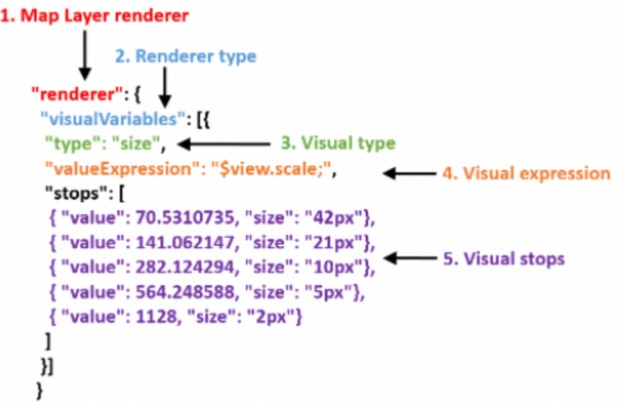 1. Map Layer renderer
2. Renderer type
"renderer": {
"visualVariables": [{
"type": "size",
3. Visual type
"valueExpression": "$view.scale;",
4. Visual expression
"stops": [
{ "value": 70.5310735, "size": "42px"},
{ "value": 141.062147, "size": "21px"},
{ "value": 282.124294, "size": "10px"},
5. Visual stops
{ "value": 564.248588, "size": "5px"},
{ "value": 1128, "size": "2px"}
]
}]
}